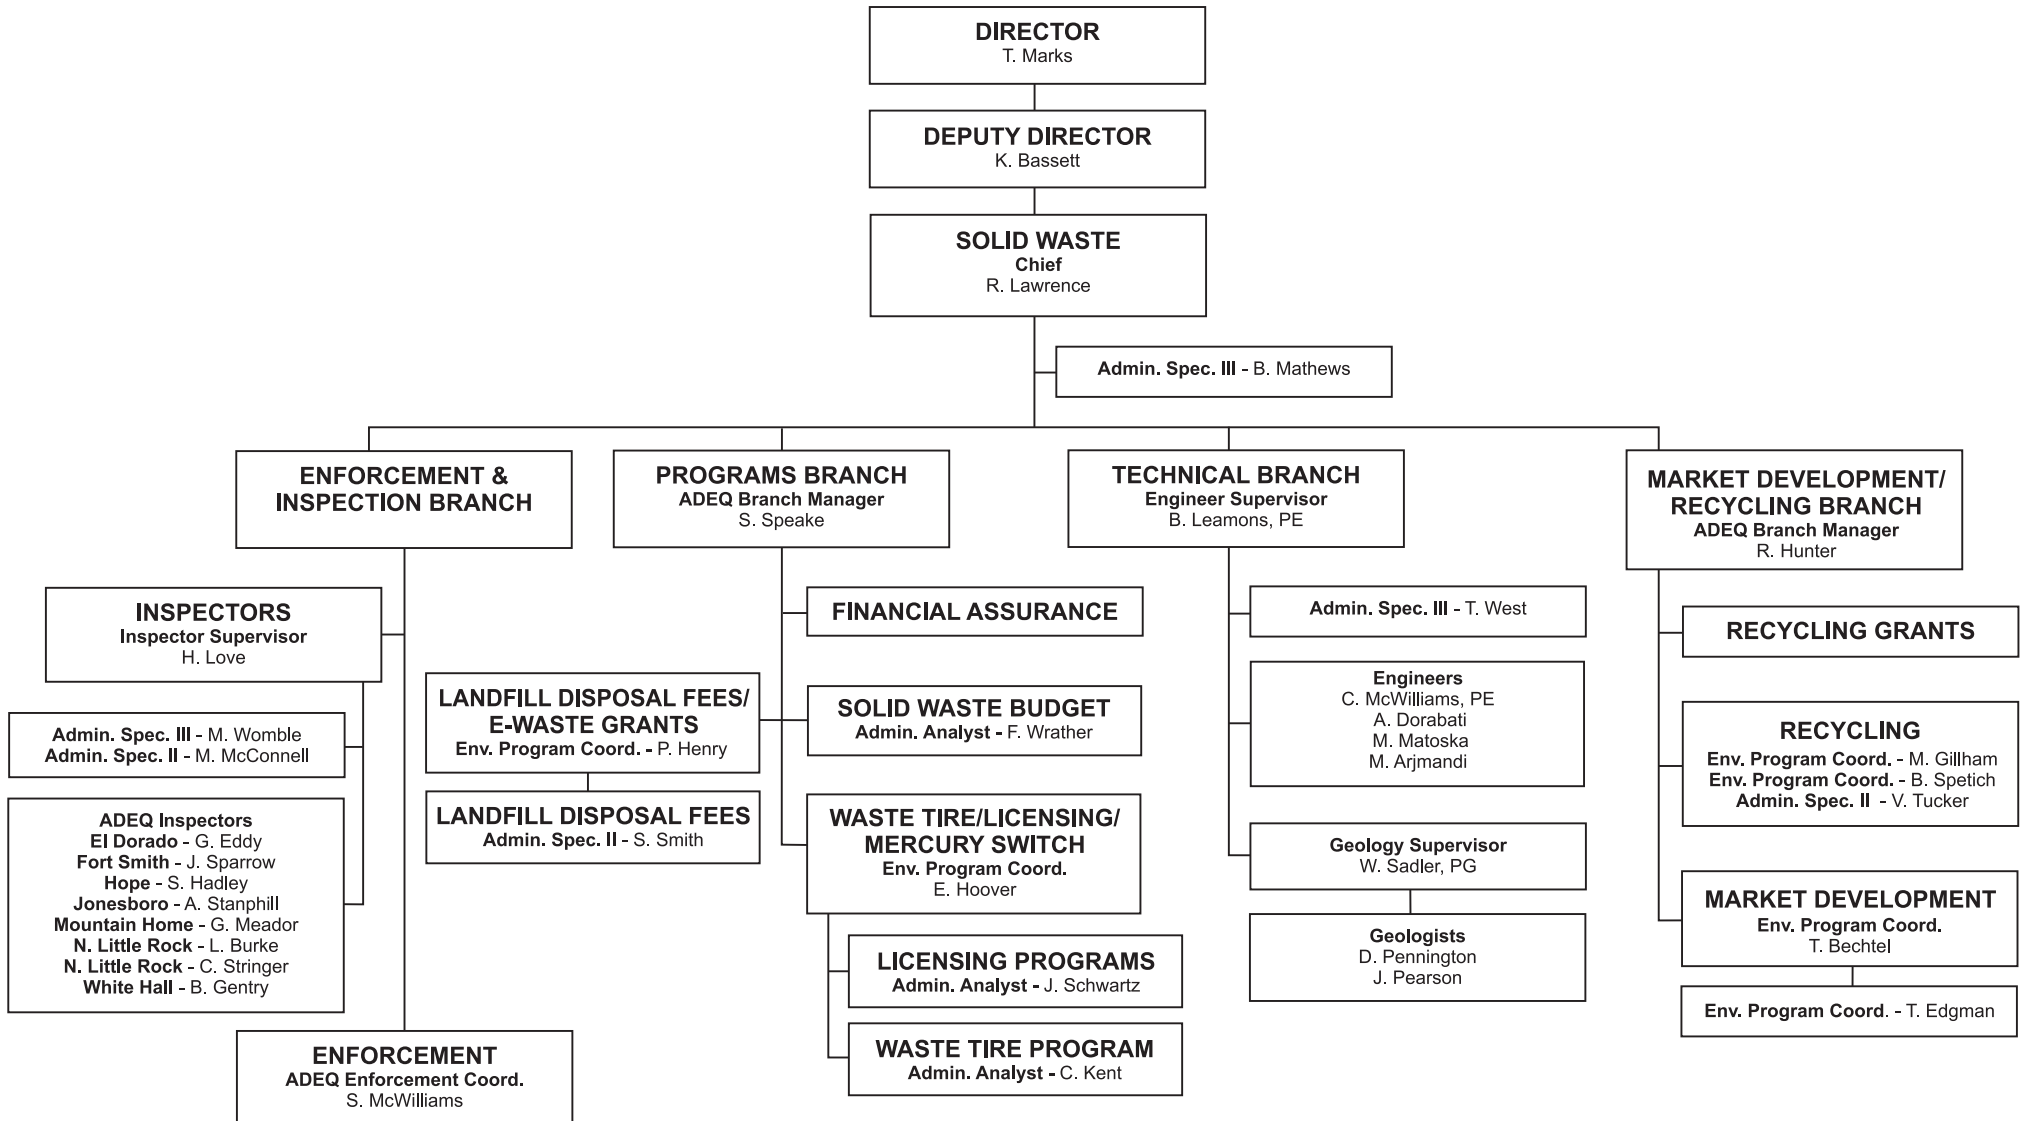 DIRECTOR
T. Marks
DEPUTY DIRECTOR
K. Bassett
SOLID WASTE
Chief
R. Lawrence
Admin. Spec. III - B. Mathews
ENFORCEMENT &
INSPECTION BRANCH
INSPECTORS
Inspector Supervisor
H. Love
Admin. Spec. III - M. Womble
Admin. Spec. II - M. McConnell
ADEQ Inspectors
El Dorado - G. Eddy
Fort Smith - J. Sparrow
Hope - S. Hadley
Jonesboro - A. Stanphill
Mountain Home - G. Meador
N. Little Rock - L. Burke
N. Little Rock - C. Stringer
White Hall - B. Gentry
ENFORCEMENT
ADEQ Enforcement Coord.
S. McWilliams
PROGRAMS BRANCH
ADEQ Branch Manager
S. Speake
FINANCIAL ASSURANCE
LANDFILL DISPOSAL FEES/
E-WASTE GRANTS
Env. Program Coord. - P. Henry
LANDFILL DISPOSAL FEES
Admin. Spec. II - S. Smith
SOLID WASTE BUDGET
Admin. Analyst - F. Wrather
WASTE TIRE/LICENSING/
MERCURY SWITCH
Env. Program Coord.
E. Hoover
LICENSING PROGRAMS
Admin. Analyst - J. Schwartz
WASTE TIRE PROGRAM
Admin. Analyst - C. Kent
TECHNICAL BRANCH
Engineer Supervisor
B. Leamons, PE
Admin. Spec. III - T. West
Engineers
C. McWilliams, PE
A. Dorabati
M. Matoska
M. Arjmandi
Geology Supervisor
W. Sadler, PG
Geologists
D. Pennington
J. Pearson
MARKET DEVELOPMENT/
RECYCLING BRANCH
ADEQ Branch Manager
R. Hunter
RECYCLING GRANTS
RECYCLING
Env. Program Coord. - M. Gillham
Env. Program Coord. - B. Spetich
Admin. Spec. II - V. Tucker
MARKET DEVELOPMENT
Env. Program Coord.
T. Bechtel
Env. Program Coord. - T. Edgman